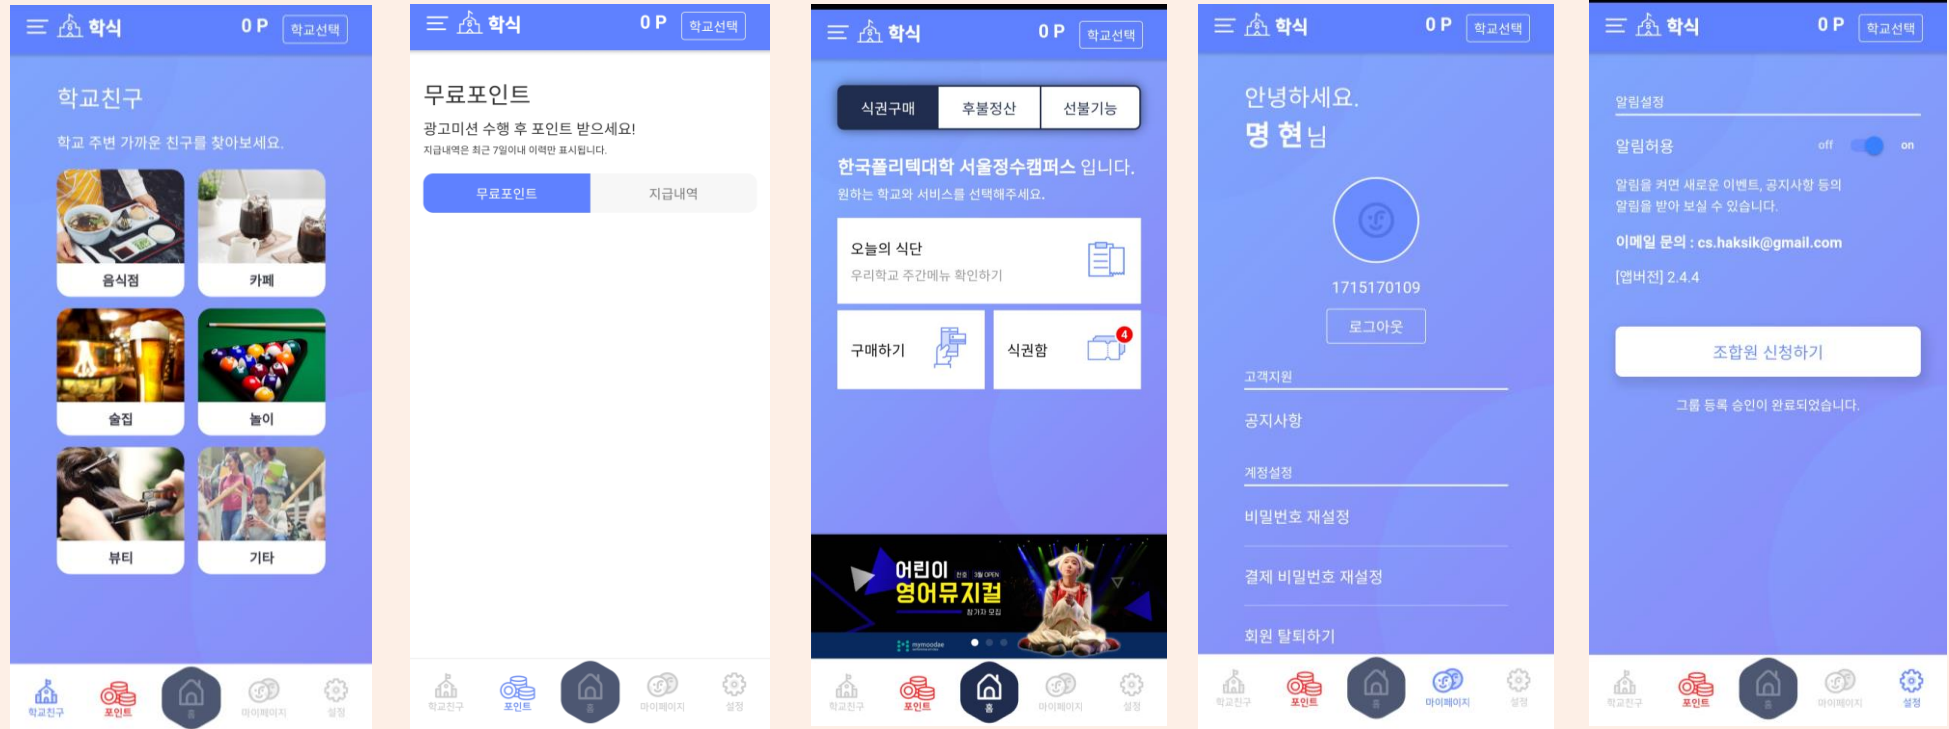 학식
0 P
학교선택
학교친구
학교 주변 가까운 친구를 찾아보세요.
음식점
카페
술집
놀이
뷰티
기타
학교친구
포인트
홈
마이페이지
설정
학식
0 P
학교선택
무료포인트
광고미션 수행 후 포인트 받으세요!
지급내역은 최근 7일이내 이력만 표시됩니다.
무료포인트
지급내역
학교친구
포인트
홈
마이페이지
설정
학식
0 P
학교선택
식권구매
후불정산
선불기능
한국폴리텍대학 서울정수캠퍼스 입니다.
원하는 학교와 서비스를 선택해주세요.
오늘의 식단
우리학교 주간메뉴 확인하기
구매하기
식권함
4
어린이
3월 OPEN
영어뮤지컬
참가자 모집
mymoodae
학교친구
포인트
홈
마이페이지
설정
학식
0 P
학교선택
안녕하세요.
명 현님
1715170109
로그아웃
고객지원
공지사항
계정설정
비밀번호 재설정
결제 비밀번호 재설정
회원 탈퇴하기
학교친구
포인트
홈
마이페이지
설정
학식
0 P
학교선택
알림설정
알림허용
off
on
알림을 켜면 새로운 이벤트, 공지사항 등의
알림을 받아 보실 수 있습니다.
이메일 문의 : cs.haksik@gmail.com
[앱버전] 2.4.4
조합원 신청하기
그룹 등록 승인이 완료되었습니다.
학교친구
포인트
홈
마이페이지
설정